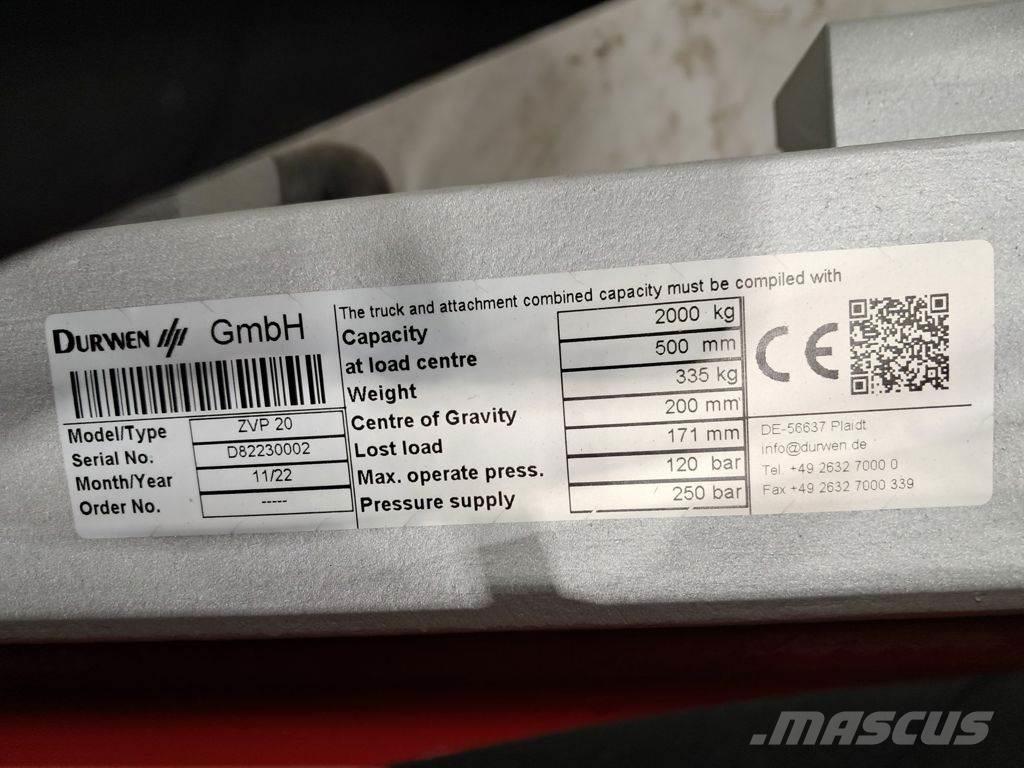 DURWEN GmbH
Model/Type ZVP 20
Serial No. D82230002
Month/Year 11/22
Order No. -----
The truck and attachment combined capacity must be compiled with
Capacity 2000 kg
at load centre 500 mm
Weight 335 kg
Centre of Gravity 200 mm
Lost load 171 mm
Max. operate press. 120 bar
Pressure supply 250 bar
CE
DE-56637 Plaidt
info@durwen.de
Tel. +49 2632 7000 0
Fax +49 2632 7000 339
MASCUS